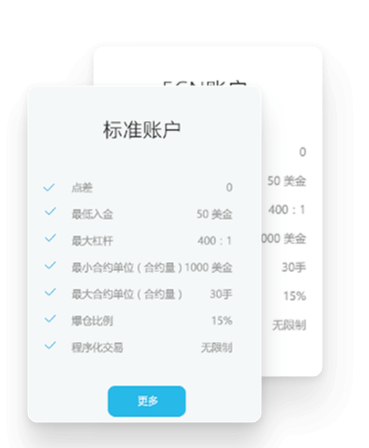 标准账户
点差 0
最低入金 50 美金
最大杠杆 400：1
最小合约单位（合约量）1000 美金
最大合约单位（合约量） 30手
爆仓比例 15%
程序化交易 无限制
更多
账户
0
50 美金
400：1
000 美金
30手
15%
无限制